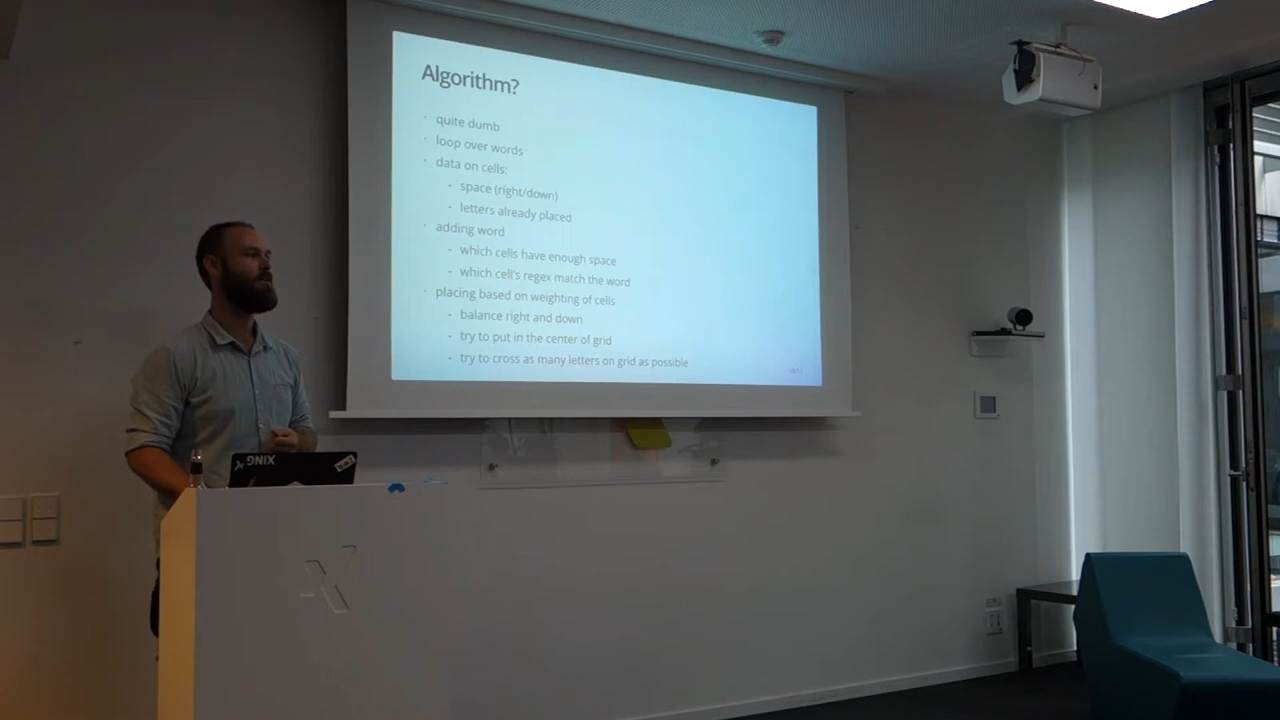 Algorithm?
· quite dumb
· loop over words
· data on cells:
- space (right/down)
- letters already placed
· adding word
- which cells have enough space
- which cell's regex match the word
· placing based on weighting of cells
- balance right and down
- try to put in the center of grid
- try to cross as many letters on grid as possible